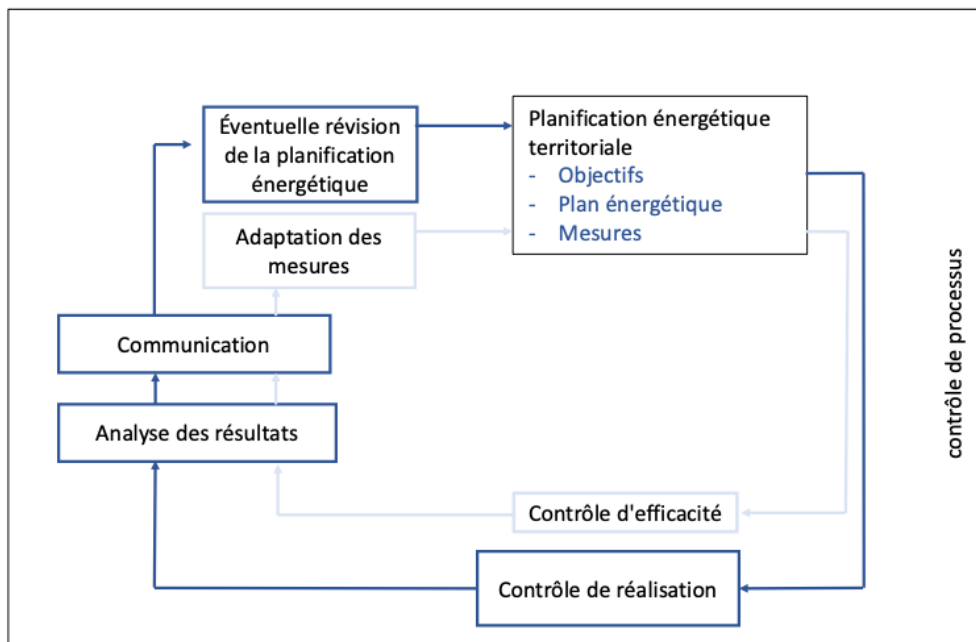 Éventuelle révision
de la planification
énergétique
Planification énergétique
territoriale
- Objectifs
- Plan énergétique
- Mesures
Adaptation des
mesures
Communication
Analyse des résultats
Contrôle d'efficacité
Contrôle de réalisation
contrôle de processus